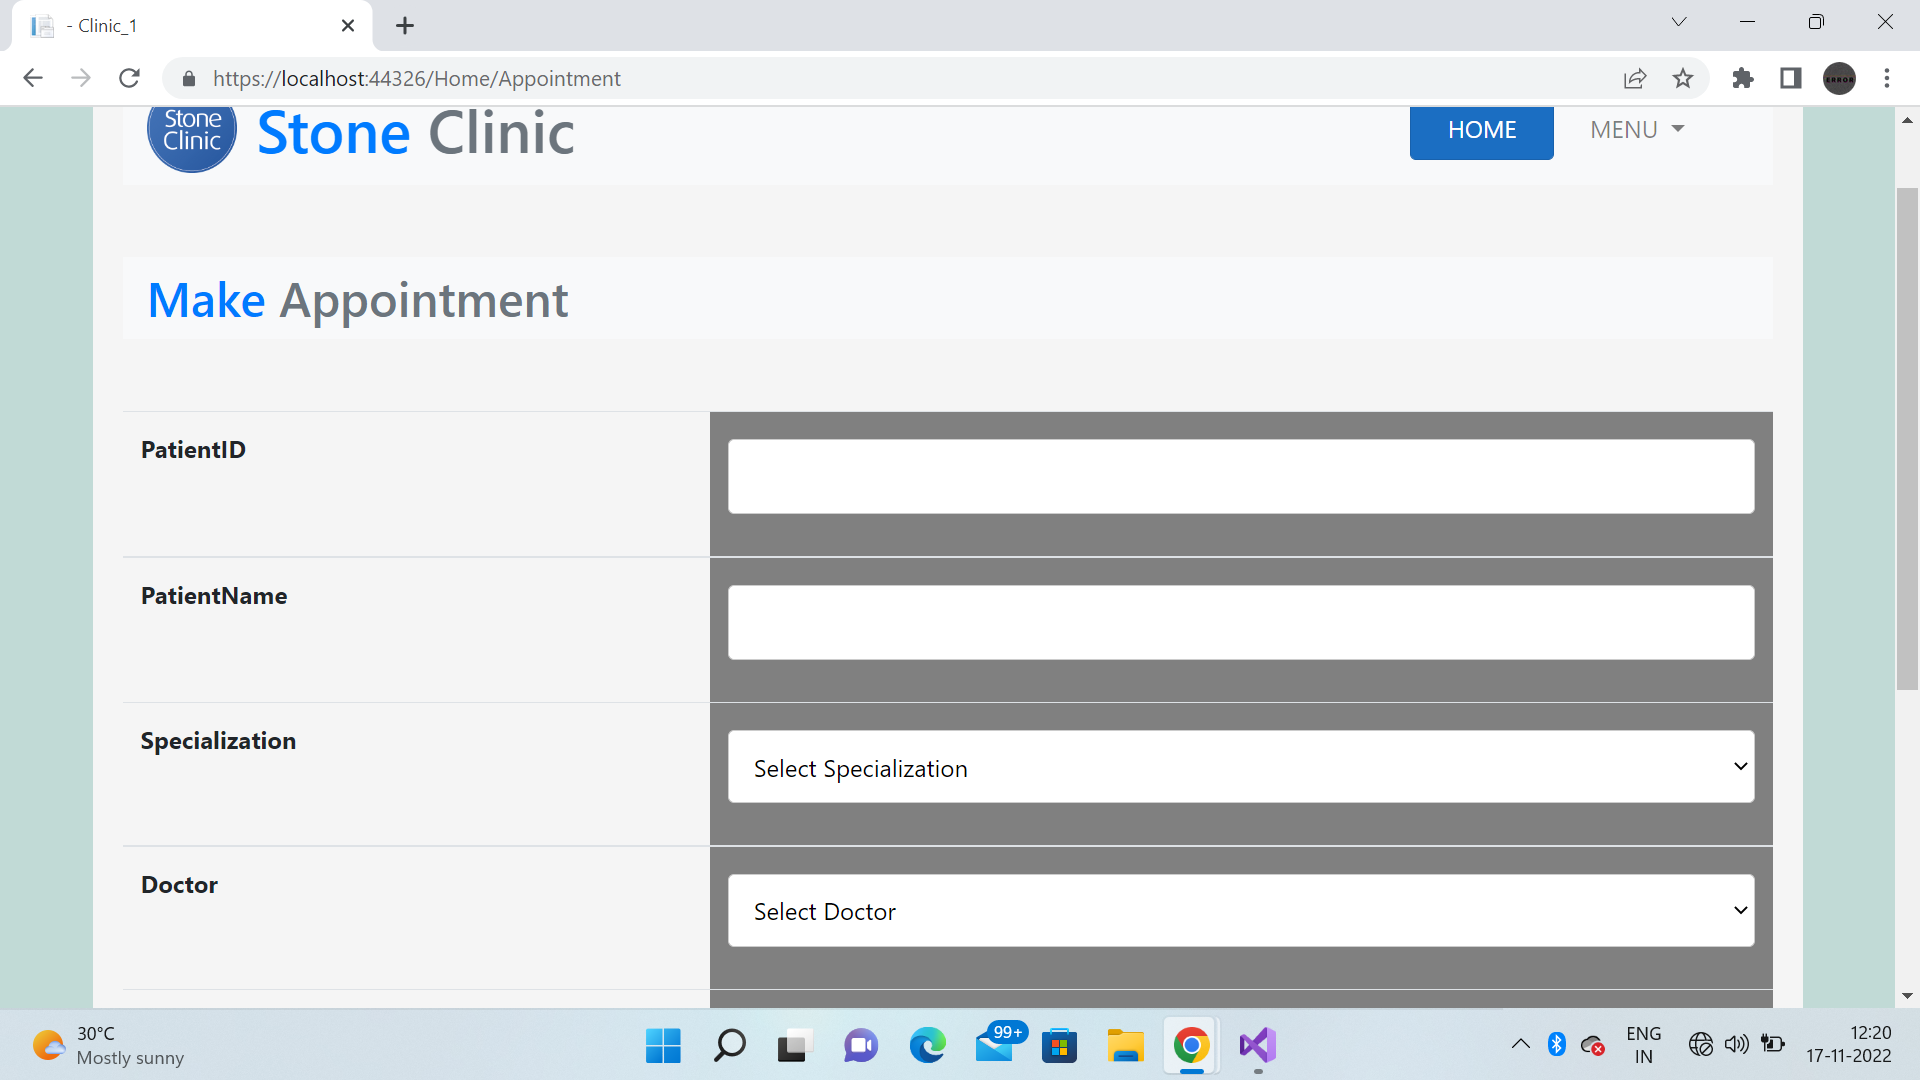 - Clinic_1
https://localhost:44326/Home/Appointment
Stone
Clinic
Stone Clinic
HOME
MENU
Make Appointment
PatientID
PatientName
Specialization
Select Specialization
Doctor
Select Doctor
30°C
Mostly sunny
99+
ENG
IN
12:20
17-11-2022